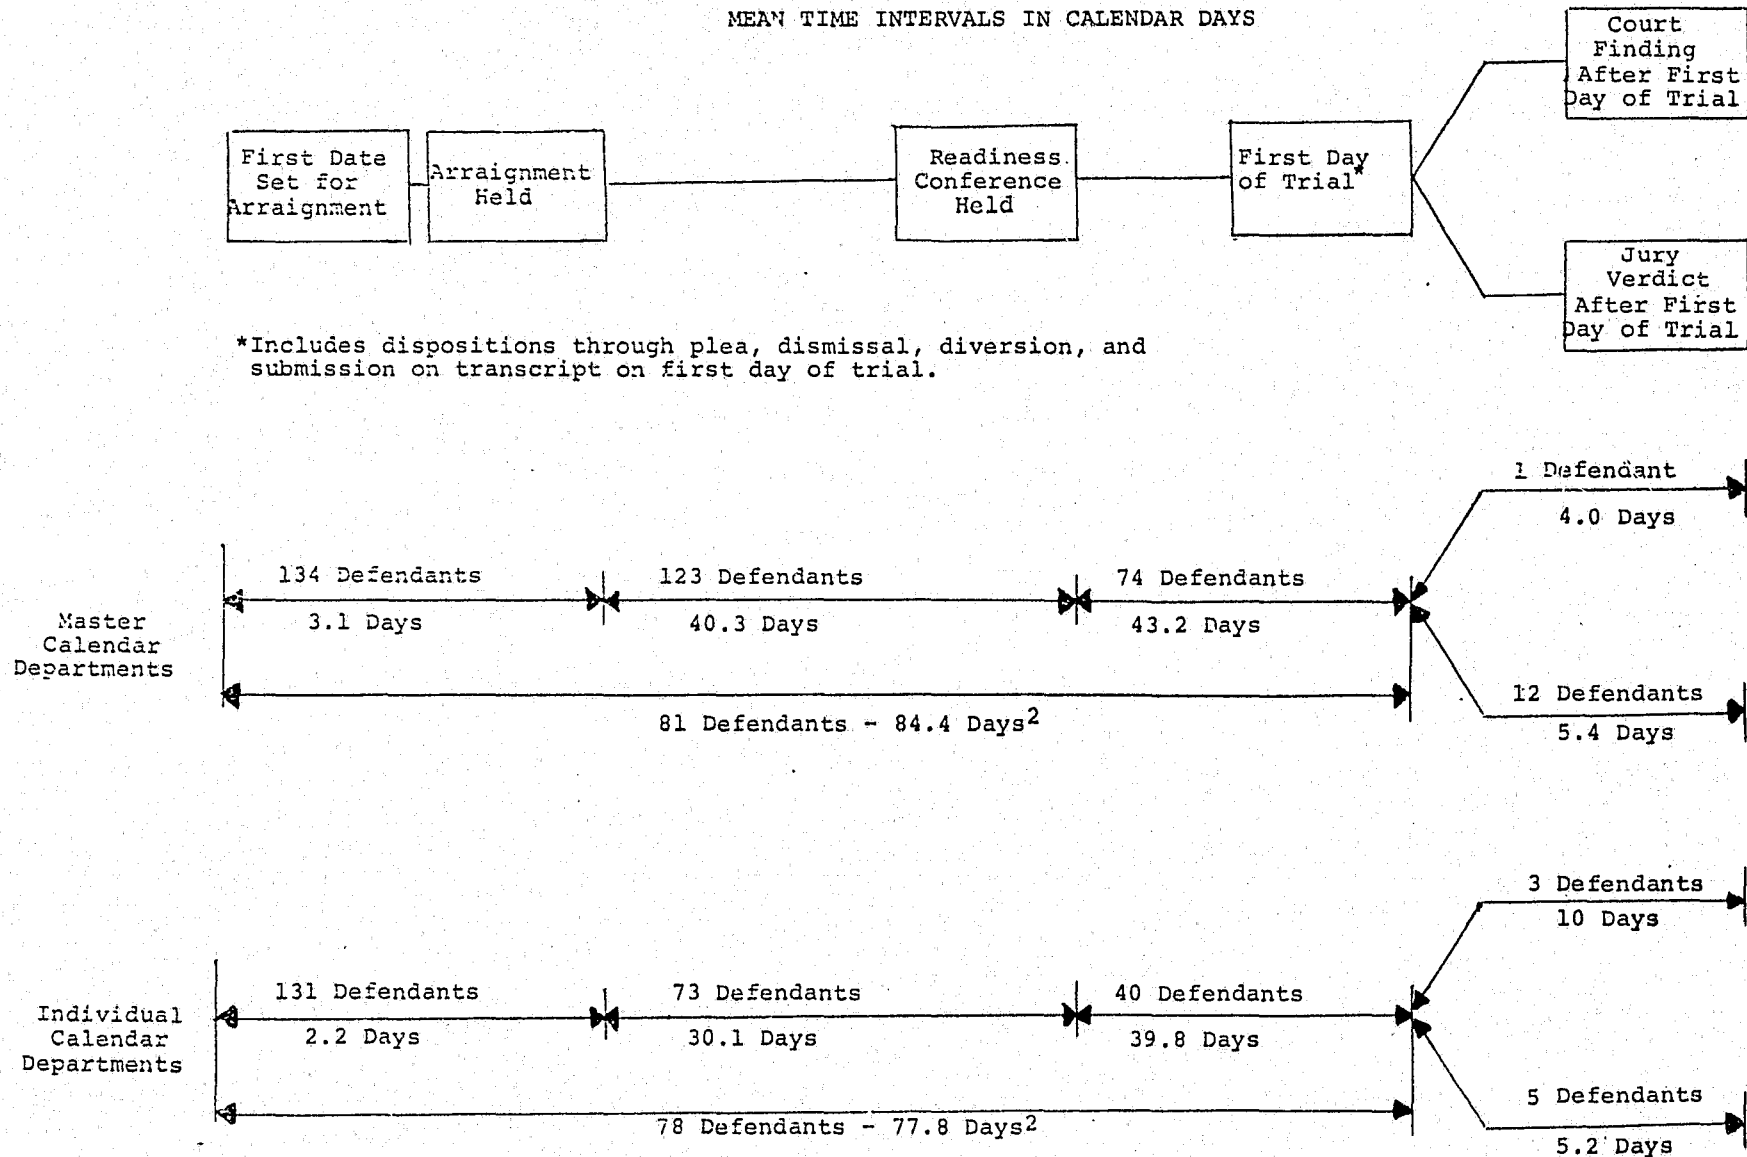 MEAN TIME INTERVALS IN CALENDAR DAYS
Court
Finding
After First
Day of Trial
First Date
Set for
Arraignment
Arraignment
Held
Readiness
Conference
Held
First Day
of Trial*
Jury
Verdict
After First
Day of Trial
*Includes dispositions through plea, dismissal, diversion, and
submission on transcript on first day of trial.
Master
Calendar
Departments
134 Defendants
3.1 Days
123 Defendants
40.3 Days
74 Defendants
43.2 Days
1 Defendant
4.0 Days
81 Defendants - 84.4 Days2
12 Defendants
5.4 Days
Individual
Calendar
Departments
131 Defendants
2.2 Days
73 Defendants
30.1 Days
40 Defendants
39.8 Days
3 Defendants
10 Days
78 Defendants - 77.8 Days2
5 Defendants
5.2 Days